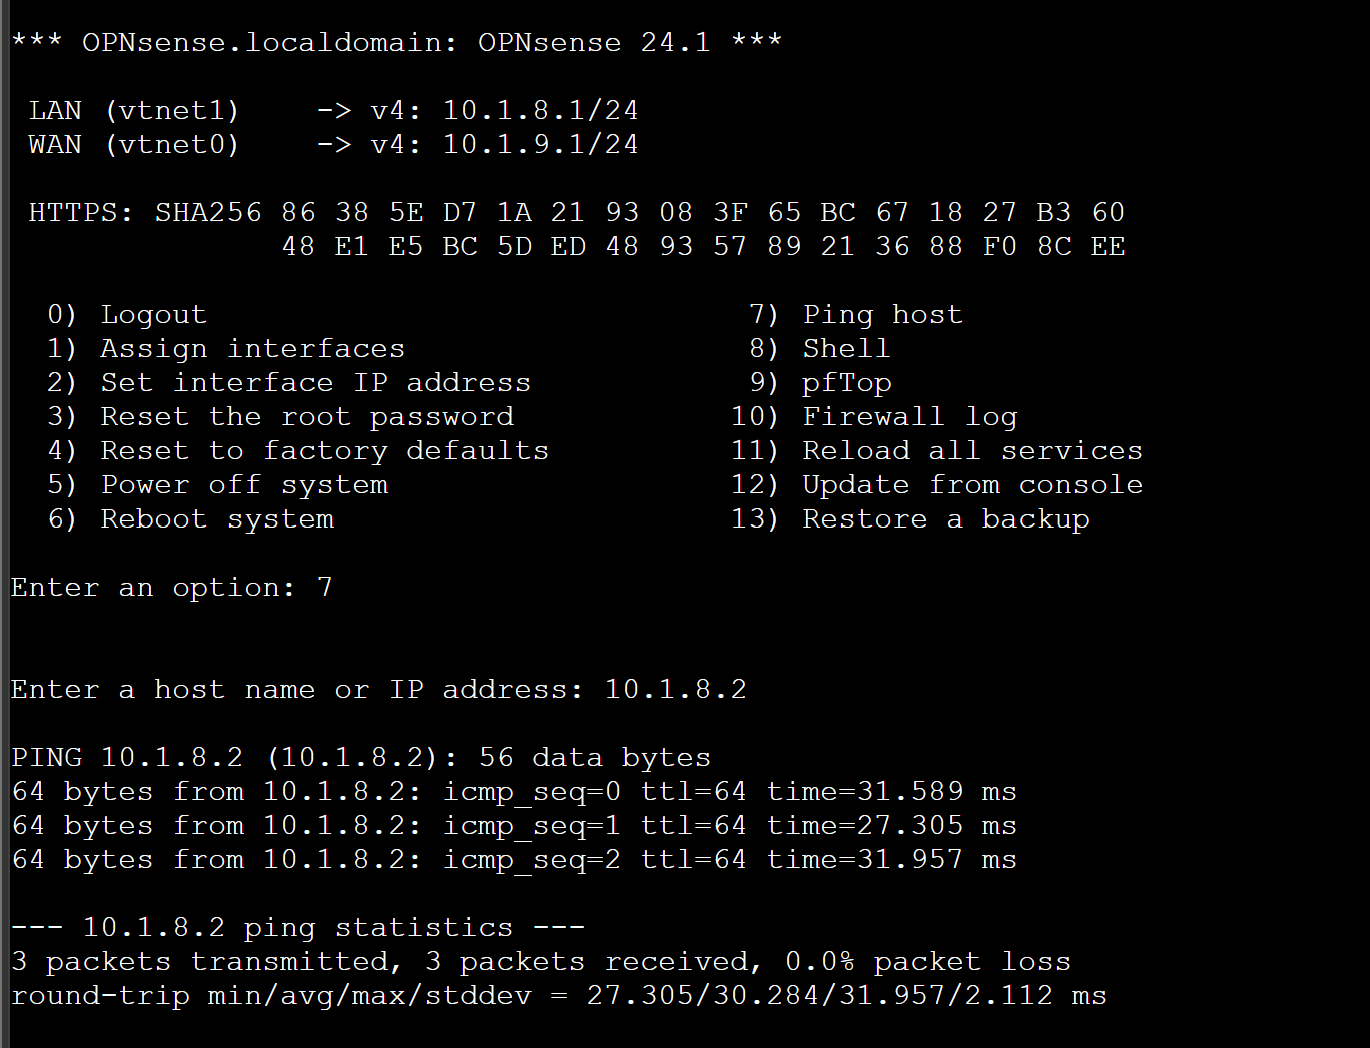 *** OPNsense.localdomain: OPNsense 24.1 ***
LAN (vtnet1)    -> v4: 10.1.8.1/24
WAN (vtnet0)    -> v4: 10.1.9.1/24
HTTPS: SHA256 86 38 5E D7 1A 21 93 08 3F 65 BC 67 18 27 B3 60
48 E1 E5 BC 5D ED 48 93 57 89 21 36 88 F0 8C EE
0) Logout                              7) Ping host
1) Assign interfaces                   8) Shell
2) Set interface IP address            9) pfTop
3) Reset the root password            10) Firewall log
4) Reset to factory defaults          11) Reload all services
5) Power off system                   12) Update from console
6) Reboot system                      13) Restore a backup
Enter an option: 7
Enter a host name or IP address: 10.1.8.2
PING 10.1.8.2 (10.1.8.2): 56 data bytes
64 bytes from 10.1.8.2: icmp_seq=0 ttl=64 time=31.589 ms
64 bytes from 10.1.8.2: icmp_seq=1 ttl=64 time=27.305 ms
64 bytes from 10.1.8.2: icmp_seq=2 ttl=64 time=31.957 ms
--- 10.1.8.2 ping statistics ---
3 packets transmitted, 3 packets received, 0.0% packet loss
round-trip min/avg/max/stddev = 27.305/30.284/31.957/2.112 ms